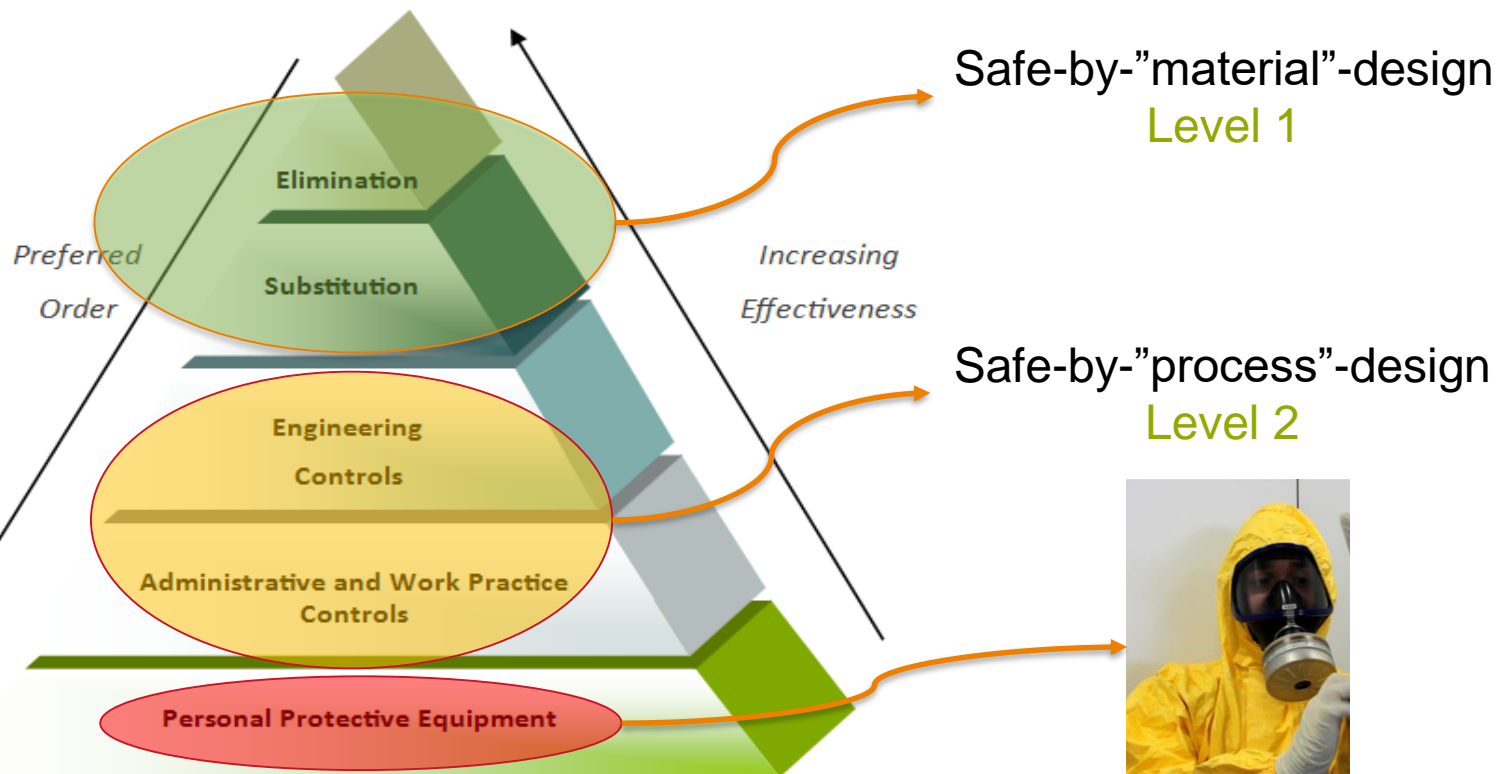 Safe-by-”material”-design
Level 1
Elimination
Preferred
Order
Substitution
Increasing
Effectiveness
Safe-by-”process”-design
Level 2
Engineering
Controls
Administrative and Work Practice
Controls
Personal Protective Equipment